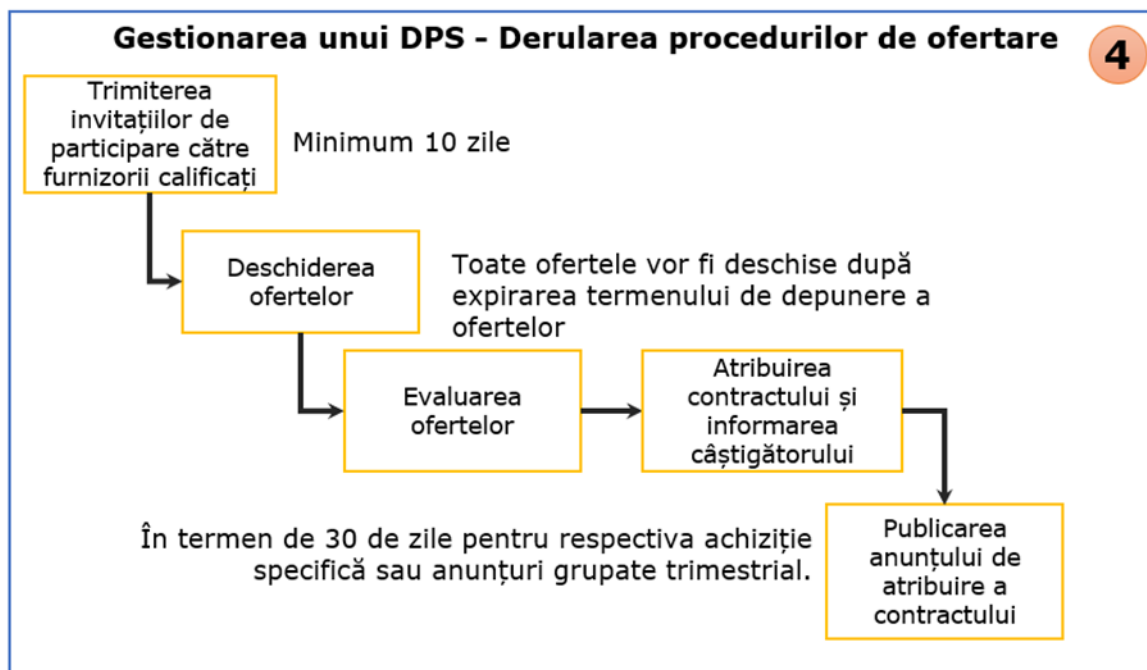 Gestionarea unui DPS - Derularea procedurilor de ofertare
4
Trimiterea
invitațiilor de
participare către
furnizorii calificați
Minimum 10 zile
Deschiderea
ofertelor
Toate ofertele vor fi deschise după
expirarea termenului de depunere a
ofertelor
Evaluarea
ofertelor
Atribuirea
contractului și
informarea
câștigătorului
În termen de 30 de zile pentru respectiva achiziție
specifică sau anunțuri grupate trimestrial.
Publicarea
anunțului de
atribuire a
contractului